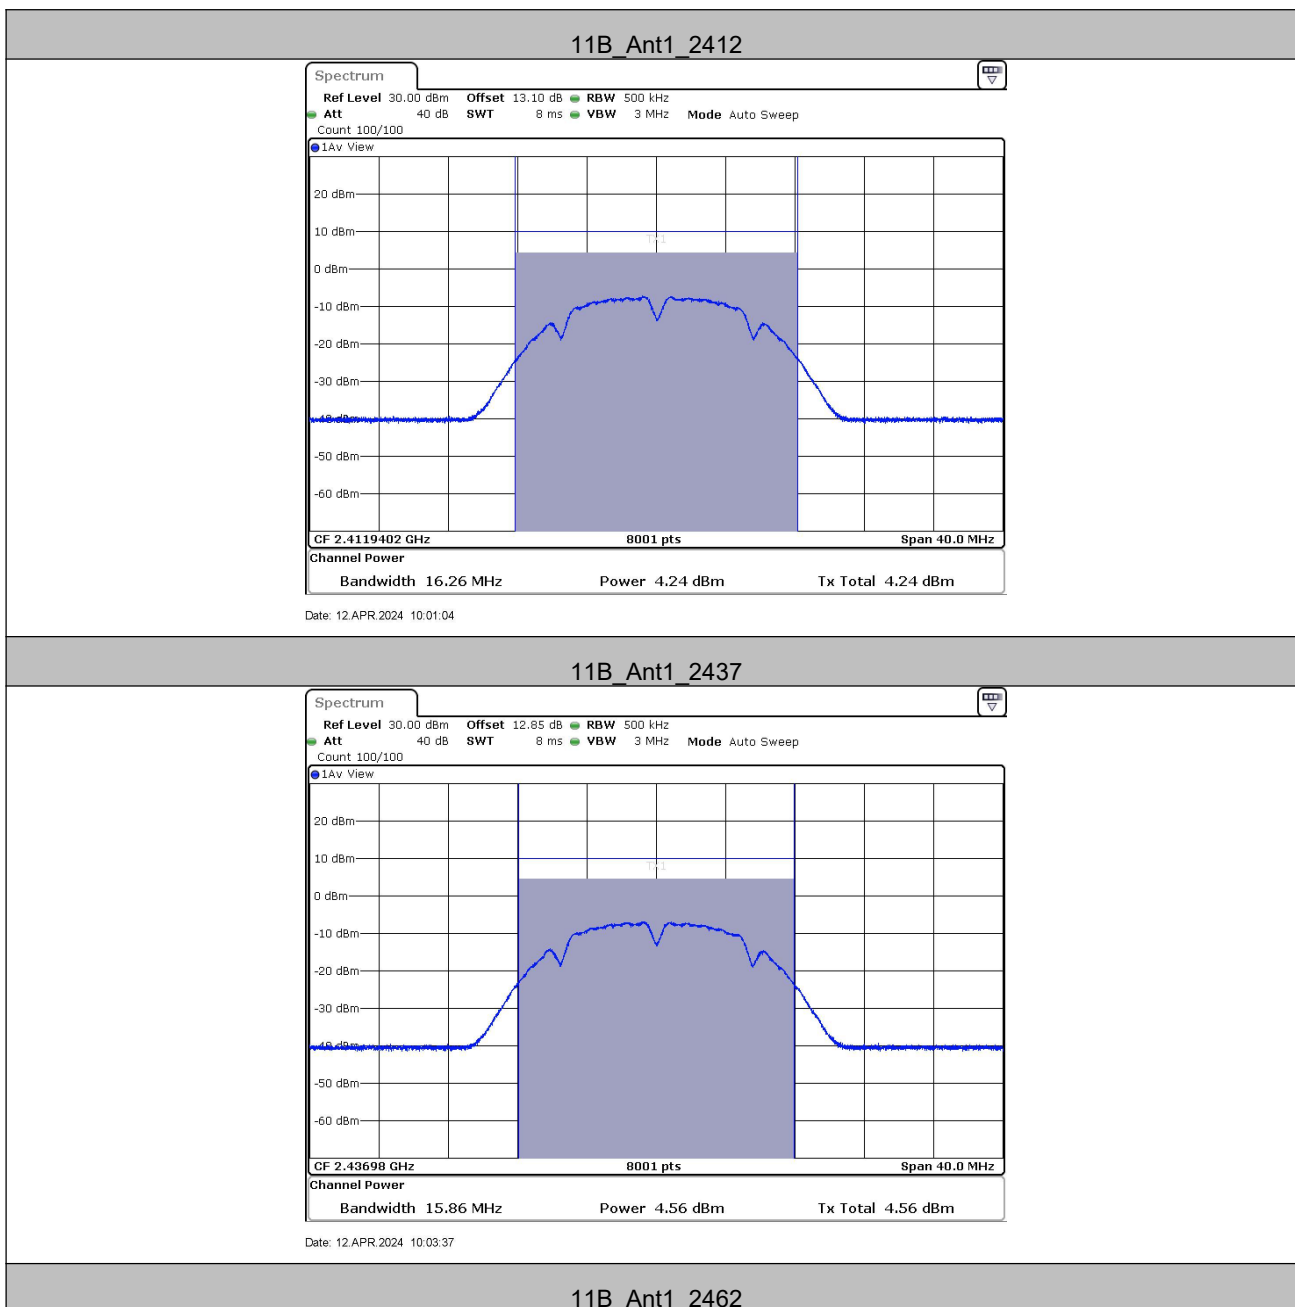 11B_Ant1_2412
Spectrum
Ref Level 30.00 dBm Offset 13.10 dB RBW 500 kHz
Att 40 dB SWT 8 ms VBW 3 MHz Mode Auto Sweep
Count 100/100
1Av View
20 dBm
10 dBm
TX1
0 dBm
-10 dBm
-20 dBm
-30 dBm
-40 dBm
-50 dBm
-60 dBm
CF 2.4119402 GHz 8001 pts Span 40.0 MHz
Channel Power
Bandwidth 16.26 MHz Power 4.24 dBm Tx Total 4.24 dBm
Date: 12.APR.2024 10:01:04
11B_Ant1_2437
Spectrum
Ref Level 30.00 dBm Offset 12.85 dB RBW 500 kHz
Att 40 dB SWT 8 ms VBW 3 MHz Mode Auto Sweep
Count 100/100
1Av View
20 dBm
10 dBm
TX1
0 dBm
-10 dBm
-20 dBm
-30 dBm
-40 dBm
-50 dBm
-60 dBm
CF 2.43698 GHz 8001 pts Span 40.0 MHz
Channel Power
Bandwidth 15.86 MHz Power 4.56 dBm Tx Total 4.56 dBm
Date: 12.APR.2024 10:03:37
11B_Ant1_2462